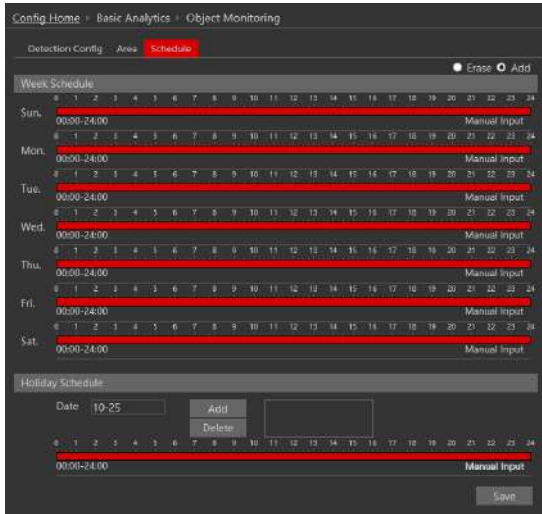 Config Home ▸ Basic Analytics ▸ Object Monitoring
Detection Config Area Schedule
Erase Add
Week Schedule
0 1 2 3 4 5 6 7 8 9 10 11 12 13 14 15 16 17 18 19 20 21 22 23 24
Sun.
00:00-24:00 Manual Input
0 1 2 3 4 5 6 7 8 9 10 11 12 13 14 15 16 17 18 19 20 21 22 23 24
Mon.
00:00-24:00 Manual Input
0 1 2 3 4 5 6 7 8 9 10 11 12 13 14 15 16 17 18 19 20 21 22 23 24
Tue.
00:00-24:00 Manual Input
0 1 2 3 4 5 6 7 8 9 10 11 12 13 14 15 16 17 18 19 20 21 22 23 24
Wed.
00:00-24:00 Manual Input
0 1 2 3 4 5 6 7 8 9 10 11 12 13 14 15 16 17 18 19 20 21 22 23 24
Thu.
00:00-24:00 Manual Input
0 1 2 3 4 5 6 7 8 9 10 11 12 13 14 15 16 17 18 19 20 21 22 23 24
Fri.
00:00-24:00 Manual Input
0 1 2 3 4 5 6 7 8 9 10 11 12 13 14 15 16 17 18 19 20 21 22 23 24
Sat.
00:00-24:00 Manual Input
Holiday Schedule
Date 10-25 Add
Delete
0 1 2 3 4 5 6 7 8 9 10 11 12 13 14 15 16 17 18 19 20 21 22 23 24
00:00-24:00 Manual Input
Save